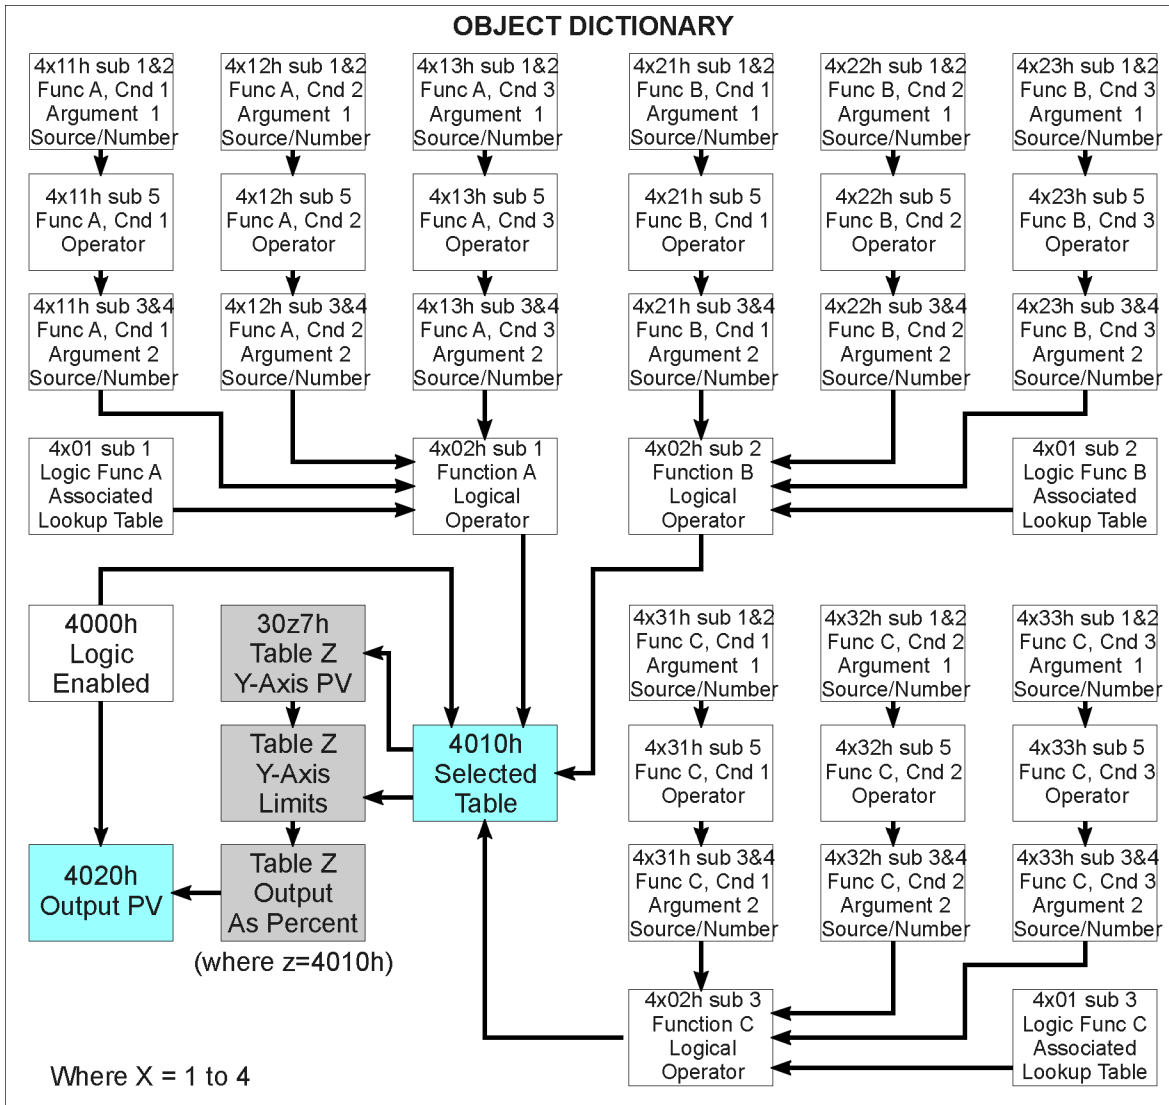 OBJECT DICTIONARY
4x11h sub 1&2
Func A, Cnd 1
Argument 1
Source/Number
4x12h sub 1&2
Func A, Cnd 2
Argument 1
Source/Number
4x13h sub 1&2
Func A, Cnd 3
Argument 1
Source/Number
4x21h sub 1&2
Func B, Cnd 1
Argument 1
Source/Number
4x22h sub 1&2
Func B, Cnd 2
Argument 1
Source/Number
4x23h sub 1&2
Func B, Cnd 3
Argument 1
Source/Number
4x11h sub 5
Func A, Cnd 1
Operator
4x12h sub 5
Func A, Cnd 2
Operator
4x13h sub 5
Func A, Cnd 3
Operator
4x21h sub 5
Func B, Cnd 1
Operator
4x22h sub 5
Func B, Cnd 2
Operator
4x23h sub 5
Func B, Cnd 3
Operator
4x11h sub 3&4
Func A, Cnd 1
Argument 2
Source/Number
4x12h sub 3&4
Func A, Cnd 2
Argument 2
Source/Number
4x13h sub 3&4
Func A, Cnd 3
Argument 2
Source/Number
4x21h sub 3&4
Func B, Cnd 1
Argument 2
Source/Number
4x22h sub 3&4
Func B, Cnd 2
Argument 2
Source/Number
4x23h sub 3&4
Func B, Cnd 3
Argument 2
Source/Number
4x01 sub 1
Logic Func A
Associated
Lookup Table
4x02h sub 1
Function A
Logical
Operator
4x02h sub 2
Function B
Logical
Operator
4x01 sub 2
Logic Func B
Associated
Lookup Table
4000h
Logic
Enabled
30z7h
Table Z
Y-Axis PV
4x31h sub 1&2
Func C, Cnd 1
Argument 1
Source/Number
4x32h sub 1&2
Func C, Cnd 2
Argument 1
Source/Number
4x33h sub 1&2
Func C, Cnd 3
Argument 1
Source/Number
Table Z
Y-Axis
Limits
4010h
Selected
Table
4x31h sub 5
Func C, Cnd 1
Operator
4x32h sub 5
Func C, Cnd 2
Operator
4x33h sub 5
Func C, Cnd 3
Operator
4020h
Output PV
Table Z
Output
As Percent
(where z=4010h)
4x31h sub 3&4
Func C, Cnd 1
Argument 2
Source/Number
4x32h sub 3&4
Func C, Cnd 2
Argument 2
Source/Number
4x33h sub 3&4
Func C, Cnd 3
Argument 2
Source/Number
4x02h sub 3
Function C
Logical
Operator
4x01 sub 3
Logic Func C
Associated
Lookup Table
Where X = 1 to 4